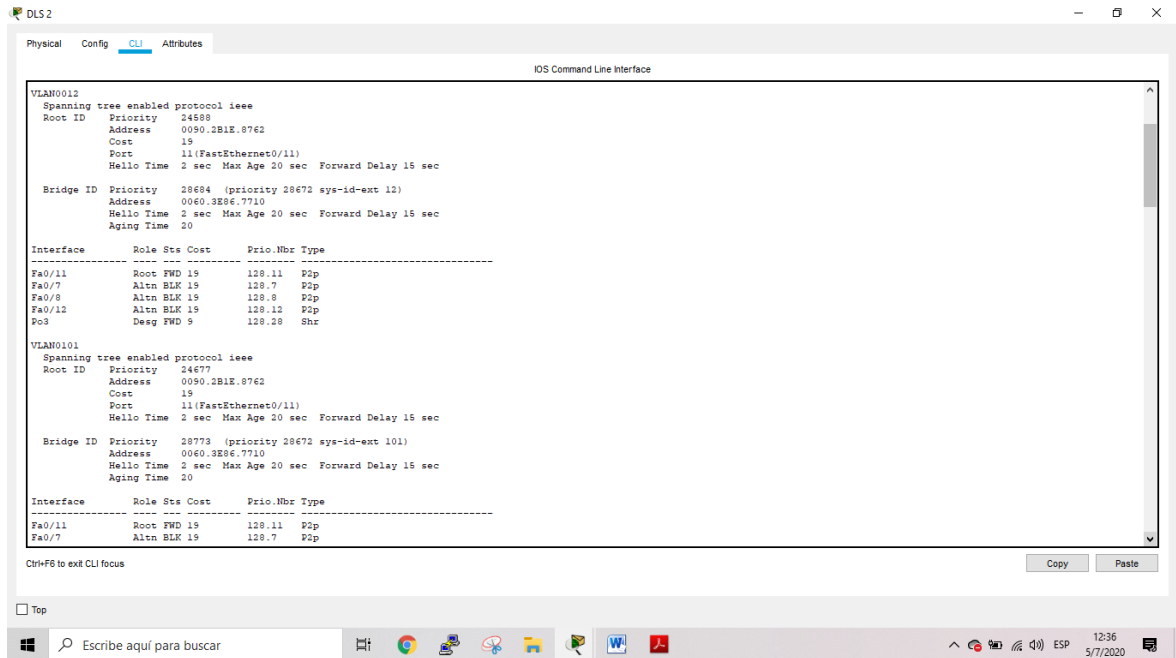 DLS 2
Physical Config CLI Attributes
IOS Command Line Interface
VLAN0012
Spanning tree enabled protocol ieee
Root ID Priority 24588
Address 0090.2B1E.8762
Cost 19
Port 11(FastEthernet0/11)
Hello Time 2 sec Max Age 20 sec Forward Delay 15 sec
Bridge ID Priority 28684 (priority 28672 sys-id-ext 12)
Address 0060.3E86.7710
Hello Time 2 sec Max Age 20 sec Forward Delay 15 sec
Aging Time 20
Interface Role Sts Cost Prio.Nbr Type
---------------- ---- --- --------- -------- --------------------------------
Fa0/11 Root FWD 19 128.11 P2p
Fa0/7 Altn BLK 19 128.7 P2p
Fa0/8 Altn BLK 19 128.8 P2p
Fa0/12 Altn BLK 19 128.12 P2p
Po3 Desg FWD 9 128.28 Shr
VLAN0101
Spanning tree enabled protocol ieee
Root ID Priority 24677
Address 0090.2B1E.8762
Cost 19
Port 11(FastEthernet0/11)
Hello Time 2 sec Max Age 20 sec Forward Delay 15 sec
Bridge ID Priority 28773 (priority 28672 sys-id-ext 101)
Address 0060.3E86.7710
Hello Time 2 sec Max Age 20 sec Forward Delay 15 sec
Aging Time 20
Interface Role Sts Cost Prio.Nbr Type
---------------- ---- --- --------- -------- --------------------------------
Fa0/11 Root FWD 19 128.11 P2p
Fa0/7 Altn BLK 19 128.7 P2p
Ctrl+F6 to exit CLI focus
Copy Paste
Top
Escribe aquí para buscar
ESP
12:36
5/7/2020